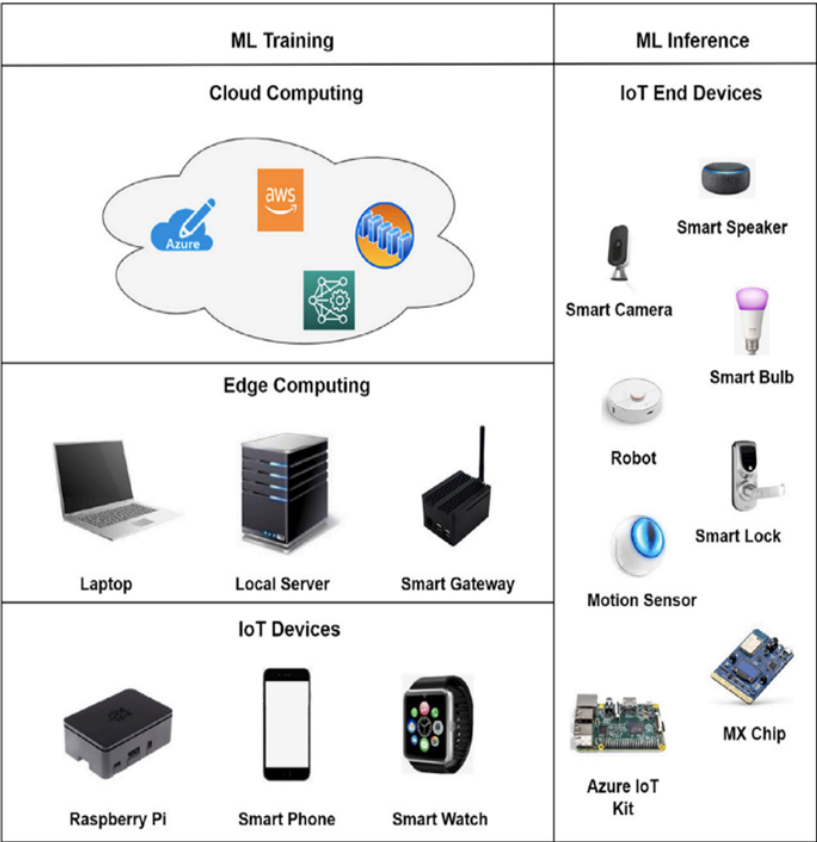 ML Training
ML Inference
Cloud Computing
Azure
aws
Edge Computing
Laptop
Local Server
Smart Gateway
IoT Devices
Raspberry Pi
Smart Phone
Smart Watch
IoT End Devices
Smart Speaker
Smart Camera
Smart Bulb
Robot
Smart Lock
Motion Sensor
MX Chip
Azure IoT
Kit